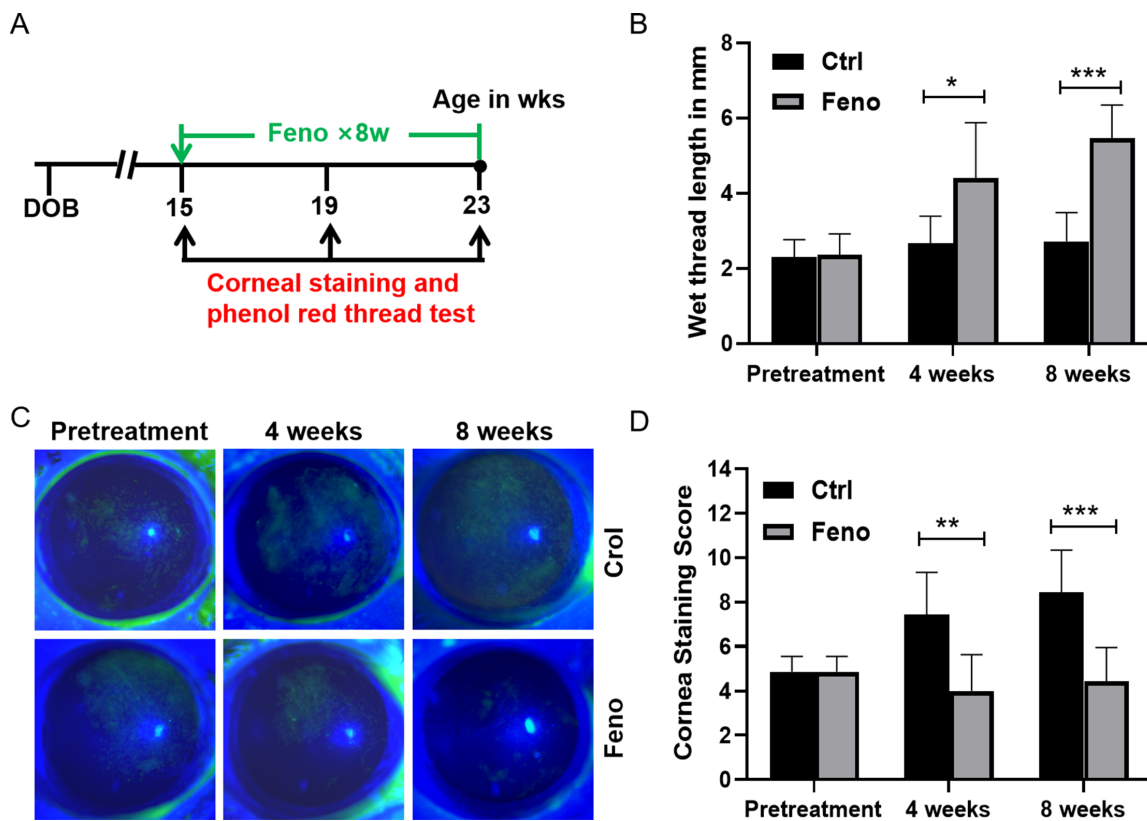 A
Age in wks
Feno ×8w
DOB
15
19
23
Corneal staining and
phenol red thread test
B
Wet thread length in mm
8
6
4
2
0
Ctrl
Feno
*
***
Pretreatment
4 weeks
8 weeks
C
Pretreatment
4 weeks
8 weeks
Crol
Feno
D
Cornea Staining Score
14
12
10
8
6
4
2
0
Ctrl
Feno
**
***
Pretreatment
4 weeks
8 weeks